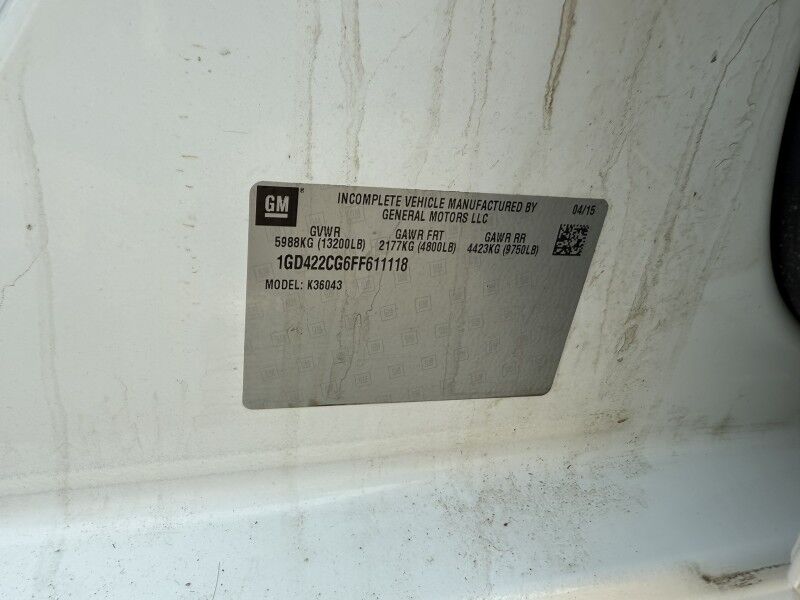 GM ®
INCOMPLETE VEHICLE MANUFACTURED BY
GENERAL MOTORS LLC
04/15
GVWR GAWR FRT GAWR RR
5988KG (13200LB) 2177KG (4800LB) 4423KG (9750LB)
1GD422CG6FF611118
MODEL: K36043